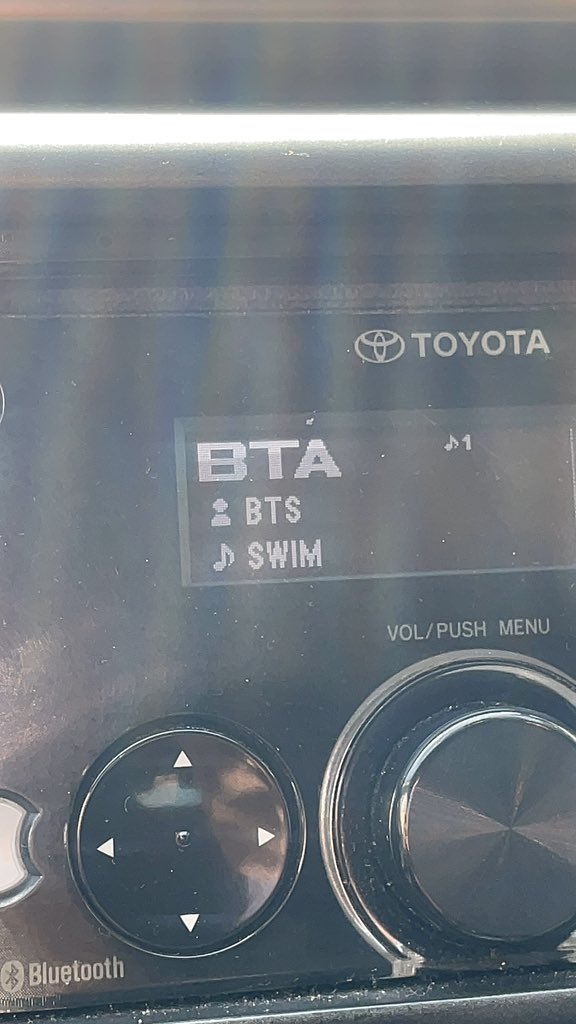 TOYOTA
BTA
1
BTS
SWIM
VOL/PUSH MENU
Bluetooth